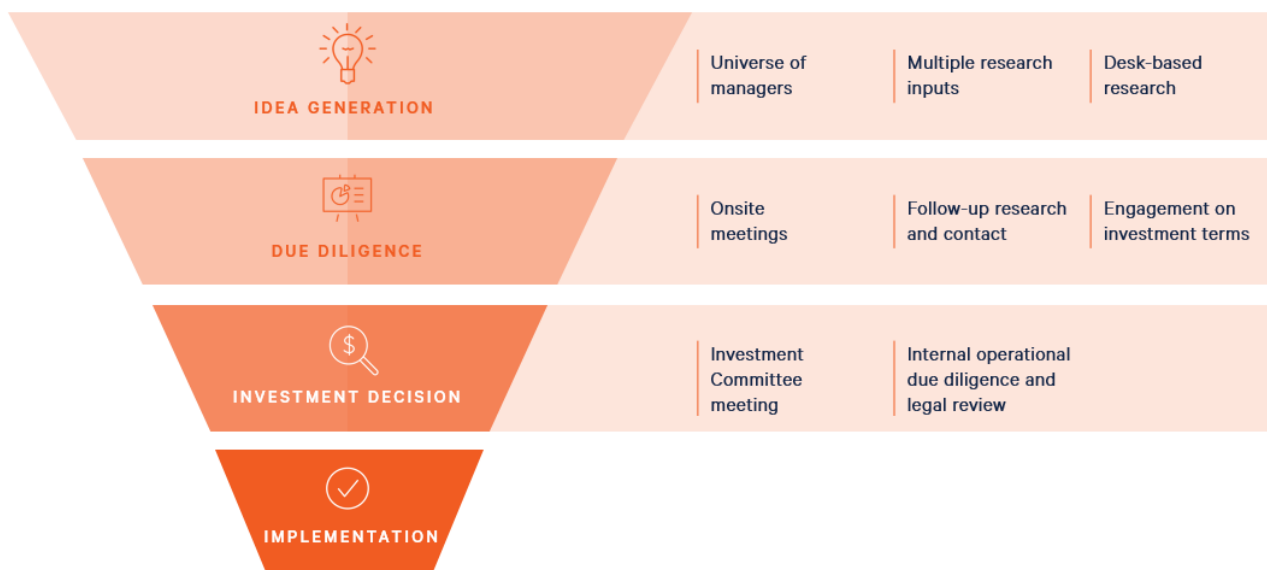 IDEA GENERATION
Universe of
managers
Multiple research
inputs
Desk-based
research
DUE DILIGENCE
Onsite
meetings
Follow-up research
and contact
Engagement on
investment terms
$
INVESTMENT DECISION
Investment
Committee
meeting
Internal operational
due diligence and
legal review
IMPLEMENTATION